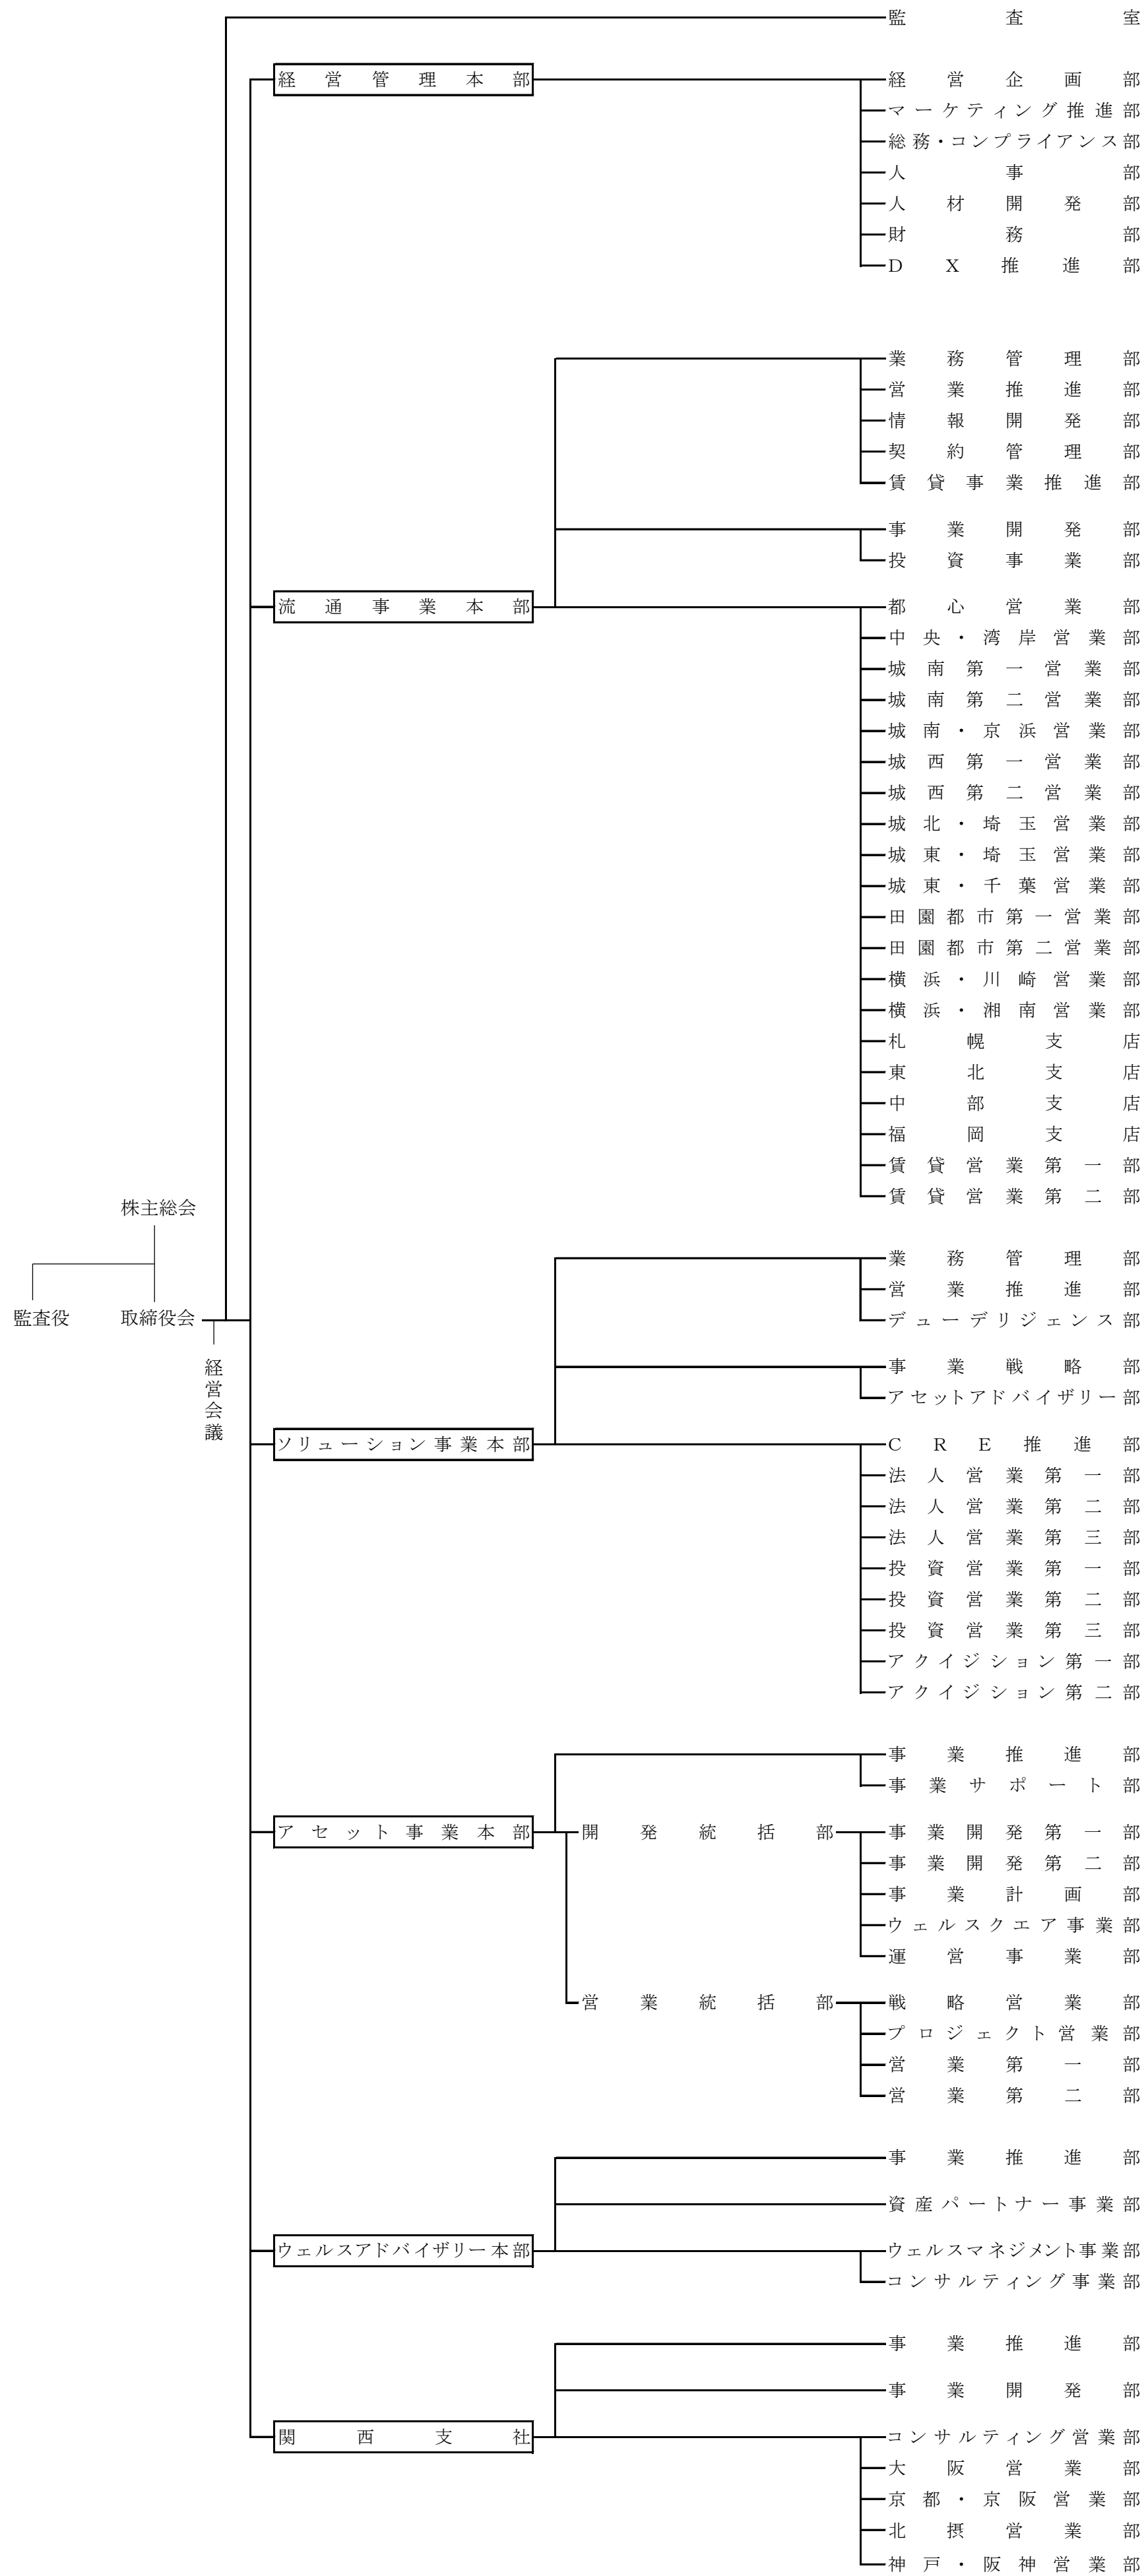 監査室
経営管理本部
経営企画部
マーケティング推進部
総務・コンプライアンス部
人事部
人材開発部
財務部
DX推進部
業務管理部
営業推進部
情報開発部
契約管理部
賃貸事業推進部
事業開発部
投資事業部
流通事業本部
都心営業部
中央・湾岸営業部
城南第一営業部
城南第二営業部
城南・京浜営業部
城西第一営業部
城西第二営業部
城北・埼玉営業部
城東・埼玉営業部
城東・千葉営業部
田園都市第一営業部
田園都市第二営業部
横浜・川崎営業部
横浜・湘南営業部
札幌支店
東北支店
中部支店
福岡支店
賃貸営業第一部
賃貸営業第二部
株主総会
監査役
取締役会
経営会議
業務管理部
営業推進部
デューデリジェンス部
事業戦略部
アセットアドバイザリー部
ソリューション事業本部
CRE推進部
法人営業第一部
法人営業第二部
法人営業第三部
投資営業第一部
投資営業第二部
投資営業第三部
アクイジション第一部
アクイジション第二部
事業推進部
事業サポート部
アセット事業本部
開発統括部
事業開発第一部
事業開発第二部
事業計画部
ウェルスクエア事業部
運営事業部
営業統括部
戦略営業部
プロジェクト営業部
営業第一部
営業第二部
事業推進部
資産パートナー事業部
ウェルスアドバイザリー本部
ウェルスマネジメント事業部
コンサルティング事業部
事業推進部
事業開発部
関西支社
コンサルティング営業部
大阪営業部
京都・京阪営業部
北摂営業部
神戸・阪神営業部